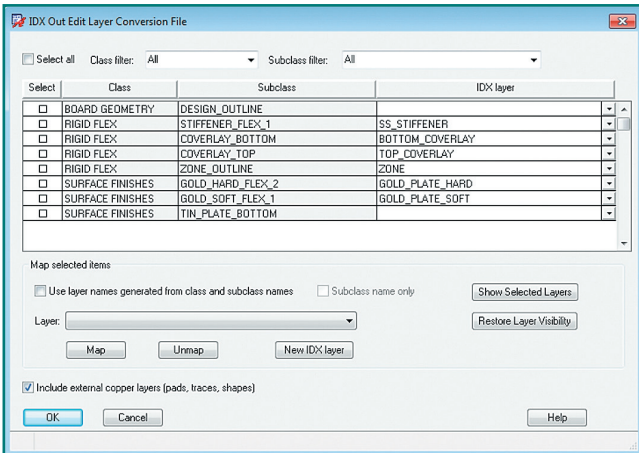 IDX Out Edit Layer Conversion File
Select all Class filter: All Subclass filter: All
Select Class Subclass IDX layer
BOARD GEOMETRY DESIGN_OUTLINE
RIGID FLEX STIFFENER_FLEX_1 SS_STIFFENER
RIGID FLEX COVERLAY_BOTTOM BOTTOM_COVERLAY
RIGID FLEX COVERLAY_TOP TOP_COVERLAY
RIGID FLEX ZONE_OUTLINE ZONE
SURFACE FINISHES GOLD_HARD_FLEX_2 GOLD_PLATE_HARD
SURFACE FINISHES GOLD_SOFT_FLEX_1 GOLD_PLATE_SOFT
SURFACE FINISHES TIN_PLATE_BOTTOM
Map selected items
Use layer names generated from class and subclass names Subclass name only Show Selected Layers
Layer: Restore Layer Visibility
Map Unmap New IDX layer
Include external copper layers (pads, traces, shapes)
OK Cancel Help